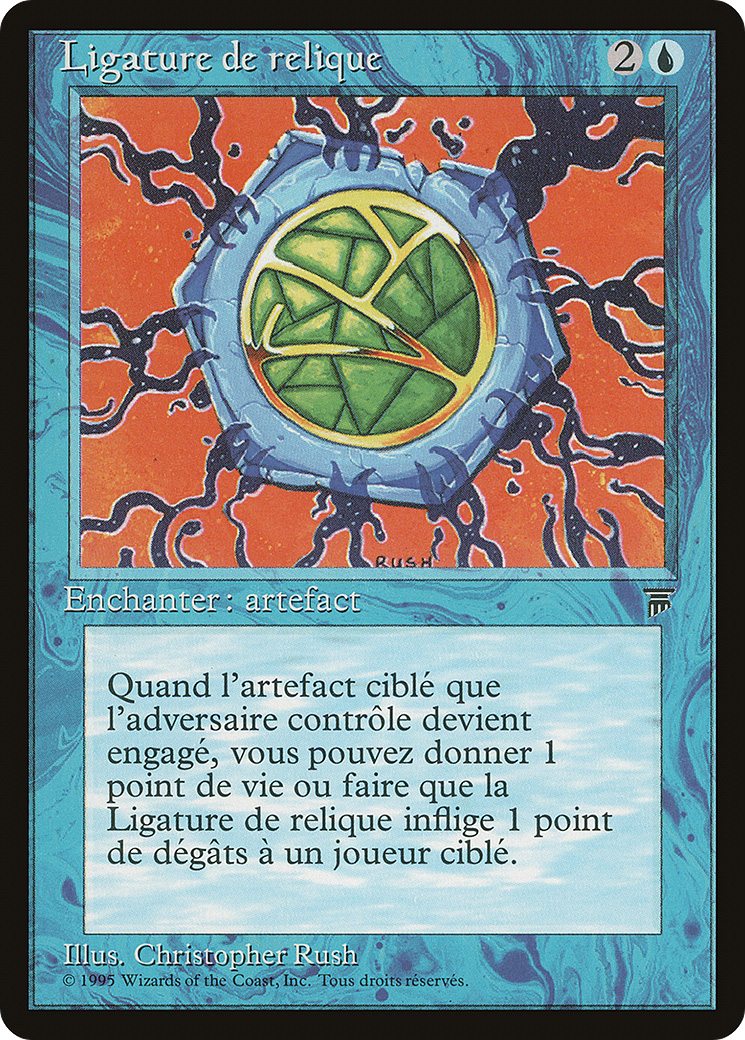 Ligature de relique
2
RUSH
Enchanter : artefact
Quand l'artefact ciblé que
l'adversaire contrôle devient
engagé, vous pouvez donner 1
point de vie ou faire que la
Ligature de relique inflige 1 point
de dégâts à un joueur ciblé.
Illus. Christopher Rush
© 1995 Wizards of the Coast, Inc. Tous droits réservés.